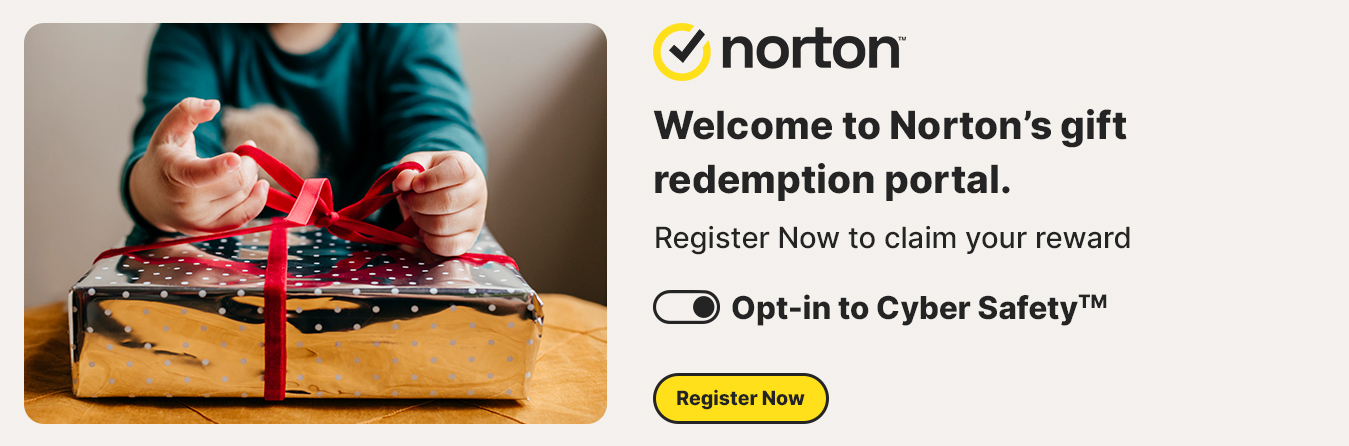 norton™
Welcome to Norton’s gift
redemption portal.
Register Now to claim your reward
Opt-in to Cyber Safety™
Register Now